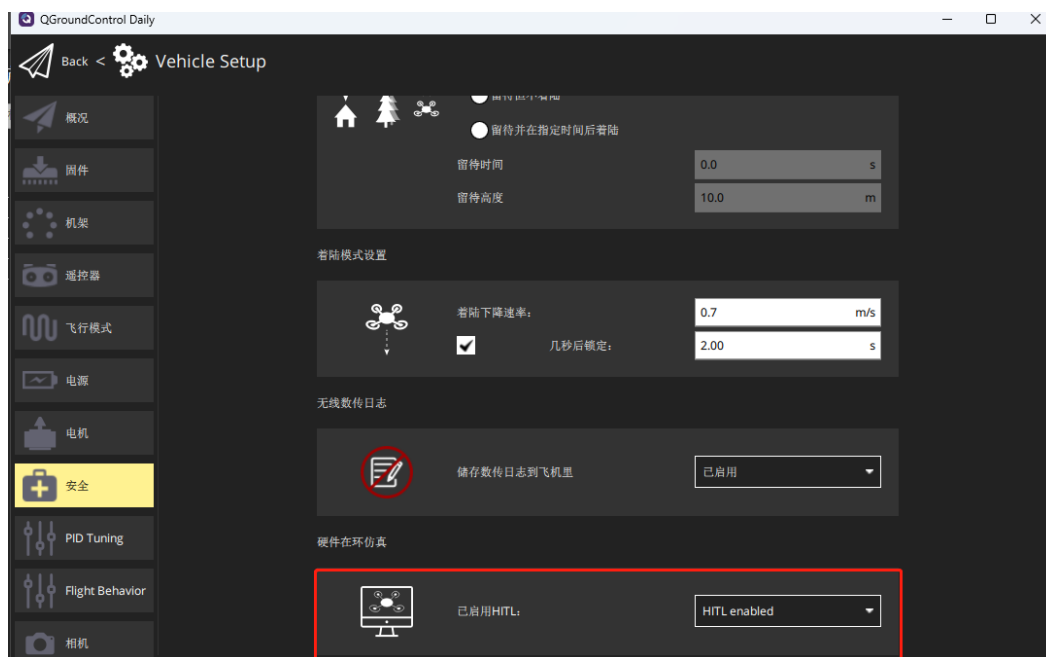 QGroundControl Daily
Back < Vehicle Setup
概况
固件
机架
遥控器
飞行模式
电源
电机
安全
PID Tuning
Flight Behavior
相机
留待并在指定时间后着陆
留待时间 0.0 s
留待高度 10.0 m
着陆模式设置
着陆下降速率: 0.7 m/s
几秒后锁定: 2.00 s
无线数传日志
储存数传日志到飞机里 已启用
硬件在环仿真
已启用HITL: HITL enabled